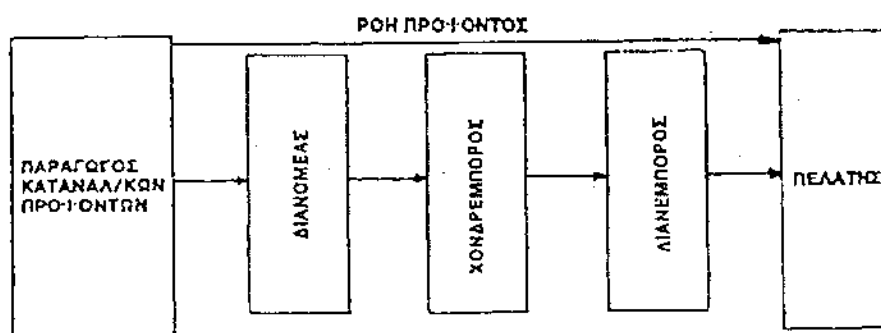 ΡΟΗ ΠΡΟΪΟΝΤΟΣ
ΠΑΡΑΓΩΓΟΣ
ΚΑΤΑΝΑΛ/ΚΩΝ
ΠΡΟΪΟΝΤΩΝ
ΔΙΑΝΟΜΕΑΣ
ΧΟΝΔΡΕΜΠΟΡΟΣ
ΛΙΑΝΕΜΠΟΡΟΣ
ΠΕΛΑΤΗΣ